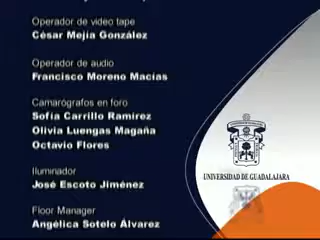 Operador de video tape
César Mejía González
Operador de audio
Francisco Moreno Macías
Camarógrafos en foro
Sofía Carrillo Ramírez
Olivia Luengas Magaña
Octavio Flores
Iluminador
José Escoto Jiménez
Floor Manager
Angélica Sotelo Álvarez
UNIVERSIDAD DE GUADALAJARA